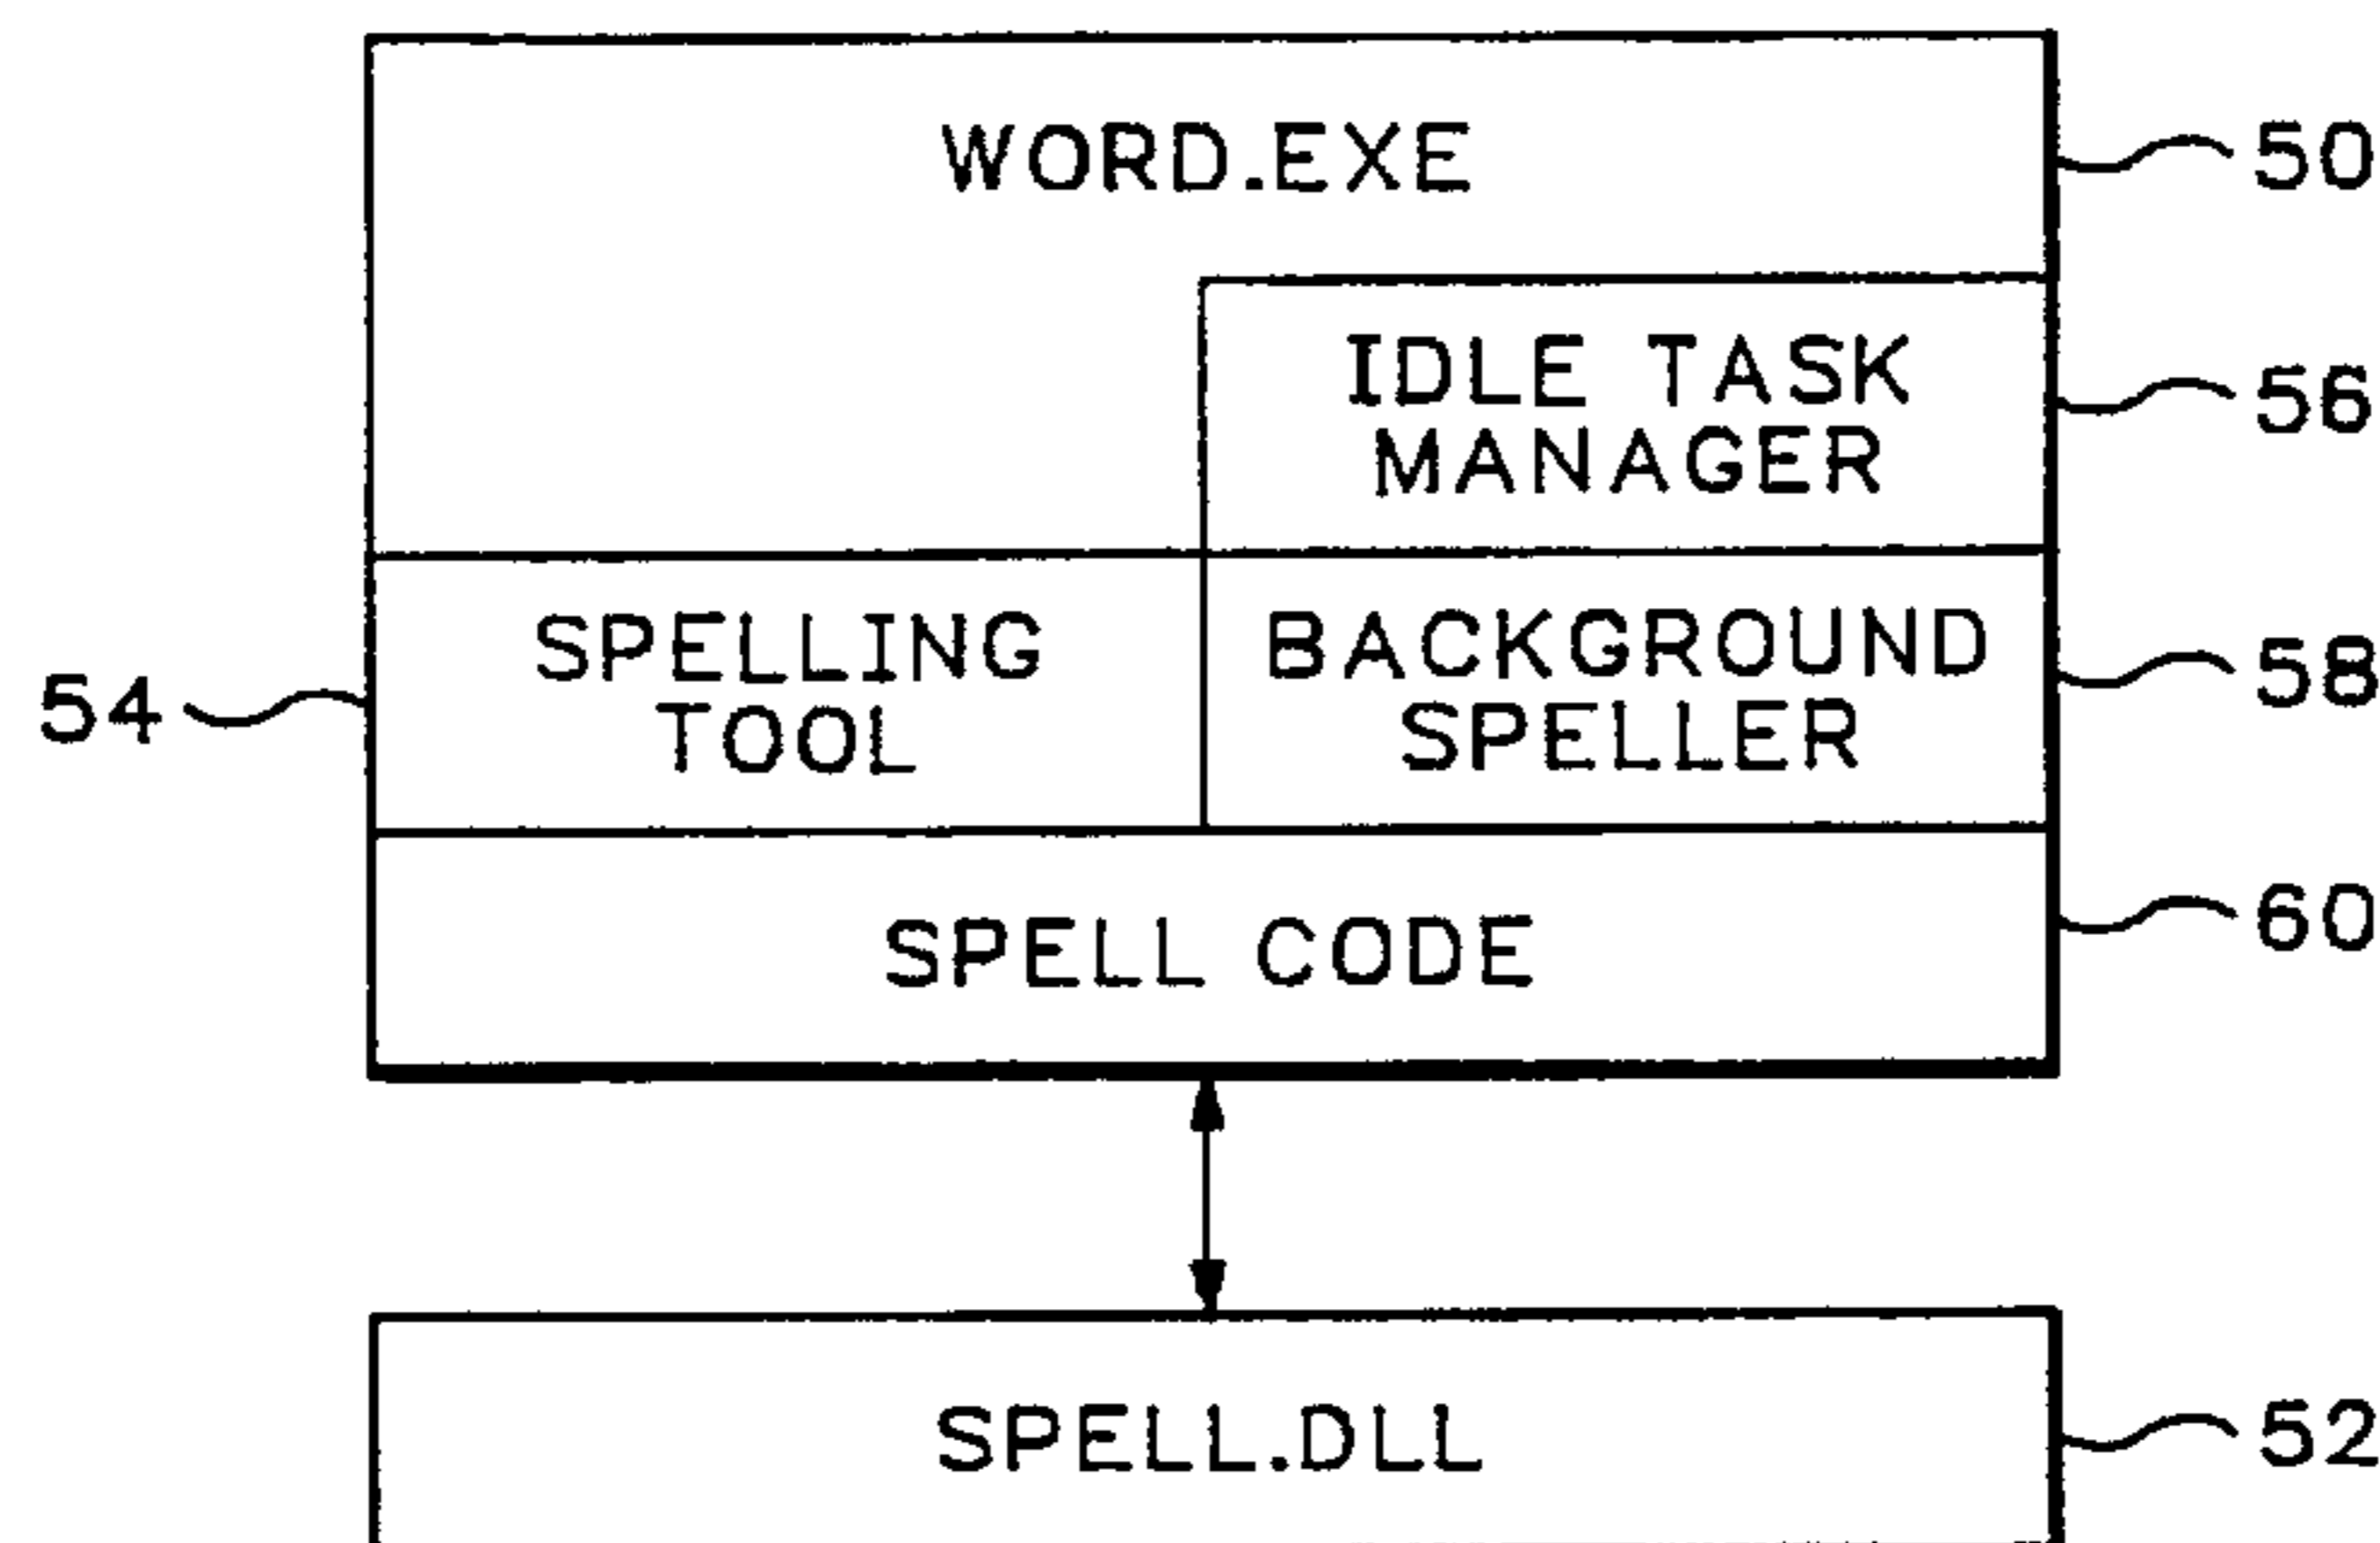 WORD.EXE
50
IDLE TASK
MANAGER
56
SPELLING
TOOL
54
BACKGROUND
SPELLER
58
SPELL CODE
60
SPELL.DLL
52